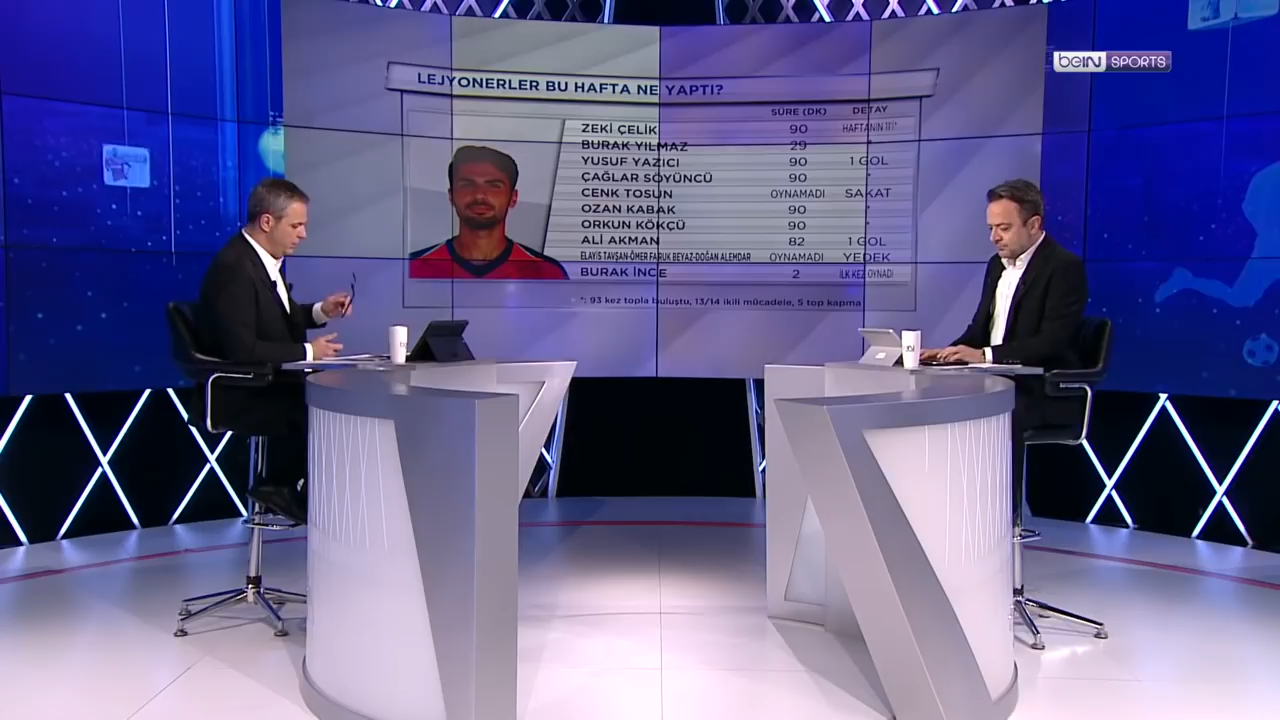 beIN SPORTS
LEJYONERLER BU HAFTA NE YAPTI?
SÜRE (DK) DETAY
ZEKİ ÇELİK 90 HAFTANIN 11'İ*
BURAK YILMAZ 29 *
YUSUF YAZICI 90 1 GOL
ÇAĞLAR SÖYÜNCÜ 90 *
CENK TOSUN OYNAMADI SAKAT
OZAN KABAK 90 *
ORKUN KÖKÇÜ 90 *
ALİ AKMAN 82 1 GOL
ELAYİS TAVŞAN-ÖMER FARUK BEYAZ-DOĞAN ALEMDAR OYNAMADI YEDEK
BURAK İNCE 2 İLK KEZ OYNADI
*: 93 kez topla buluştu, 13/14 ikili mücadele, 5 top kapma